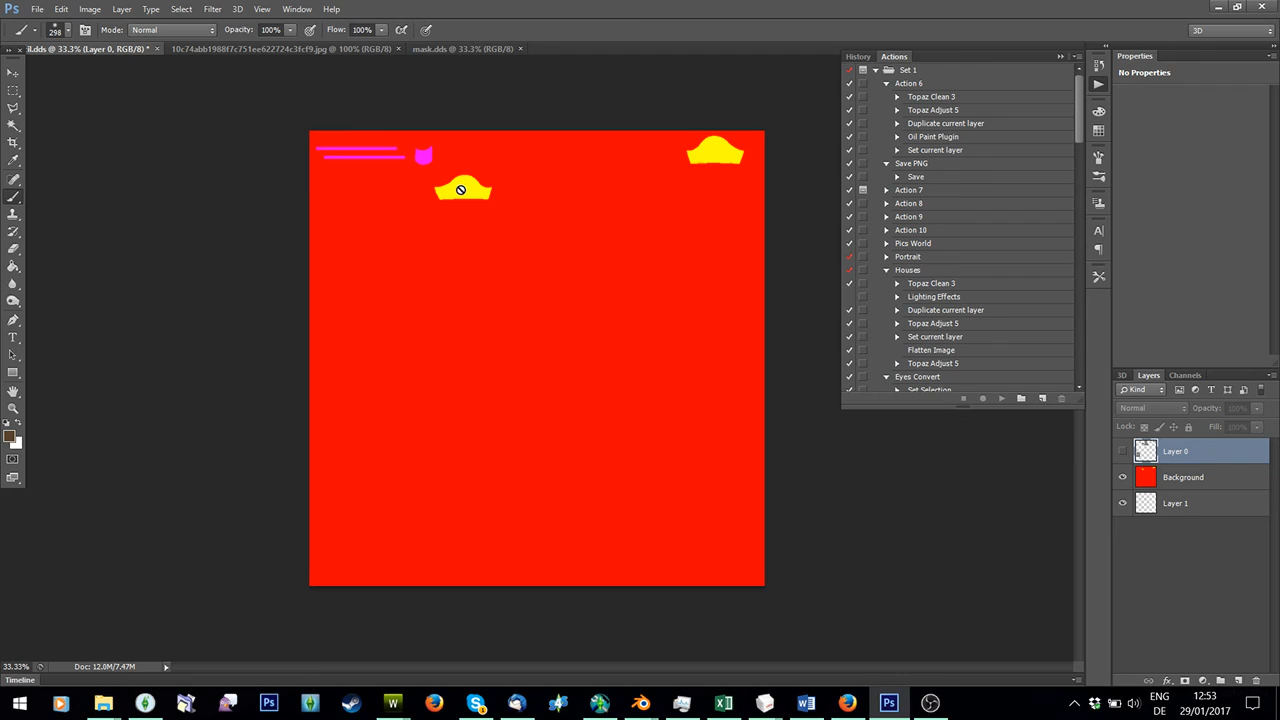 Ps File Edit Image Layer Type Select Filter 3D View Window Help
298 Mode: Normal Opacity: 100% Flow: 100% 3D
il.dds @ 33.3% (Layer 0, RGB/8) * × 10c74abb1988f7c751ee622724c3fcf9.jpg @ 100% (RGB/8) × mask.dds @ 33.3% (RGB/8) ×
History Actions
Properties
No Properties
Set 1
Action 6
Topaz Clean 3
Topaz Adjust 5
Duplicate current layer
Oil Paint Plugin
Set current layer
Save PNG
Save
Action 7
Action 8
Action 9
Action 10
Pics World
Portrait
Houses
Topaz Clean 3
Lighting Effects
Duplicate current layer
Topaz Adjust 5
Set current layer
Flatten Image
Topaz Adjust 5
Eyes Convert
Set Selection
3D Layers Channels
Kind
Normal Opacity: 100%
Lock: Fill: 100%
Layer 0
Background
Layer 1
33.33% Doc: 12.0M/7.47M
Timeline
ENG 12:53
DE 29/01/2017